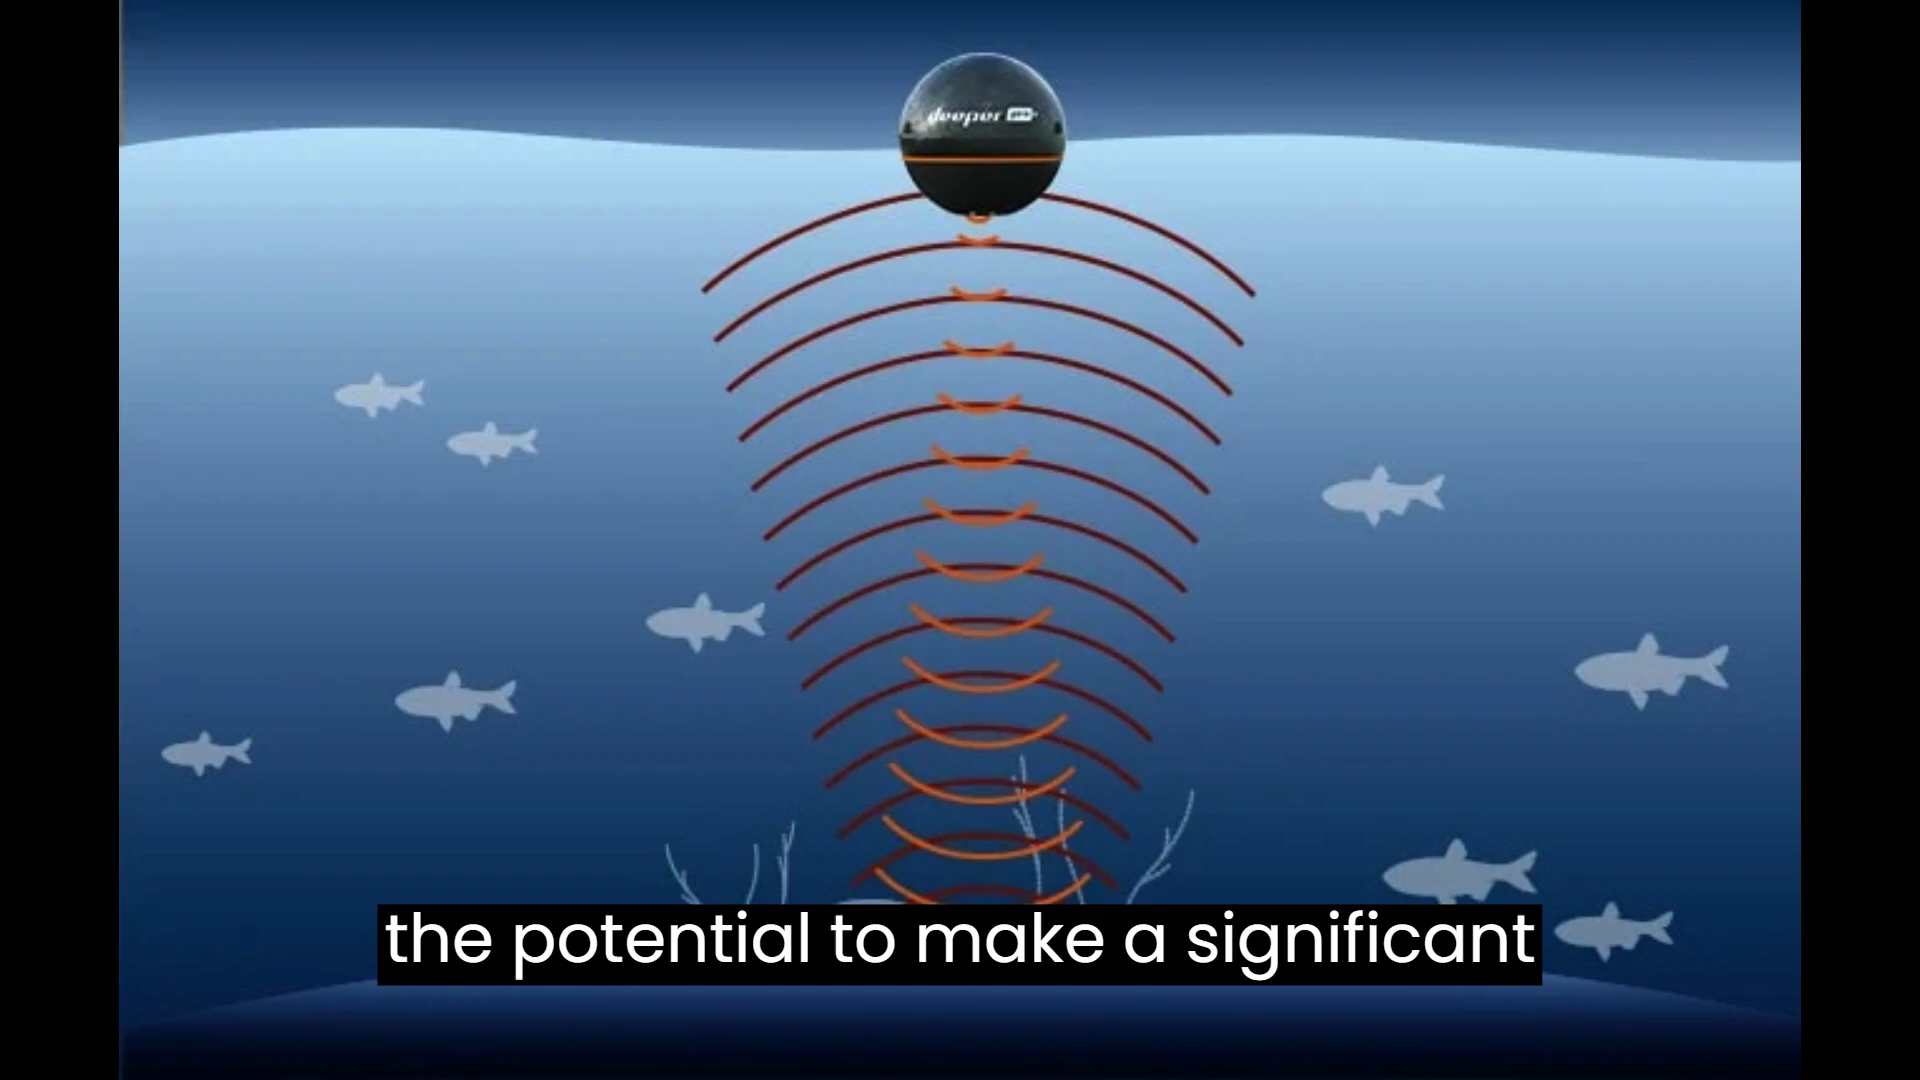 deeper
the potential to make a significant